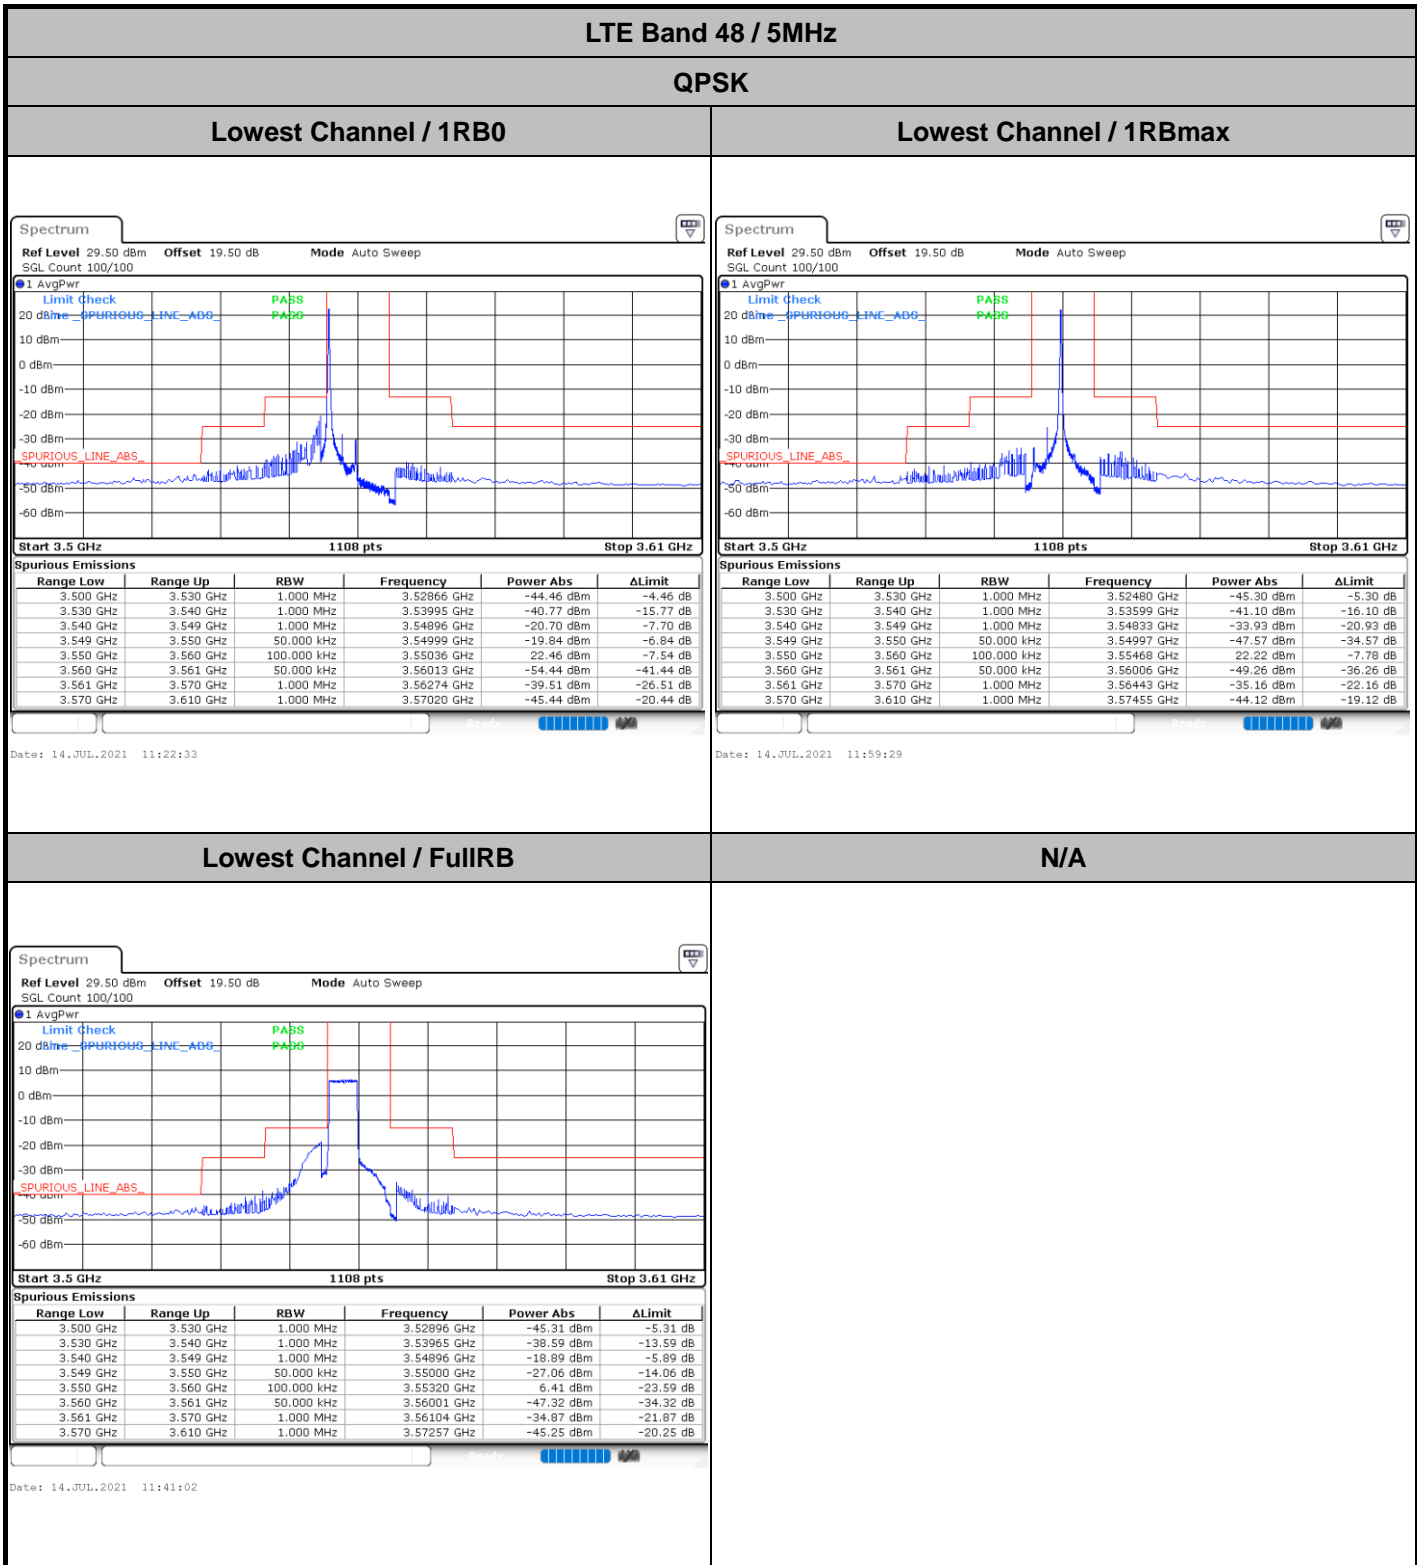 LTE Band 48 / 5MHz
QPSK
Lowest Channel / 1RB0
Lowest Channel / 1RBmax
Spectrum
Ref Level 29.50 dBm Offset 19.50 dB Mode Auto Sweep
SGL Count 100/100
1 AvgPwr
Limit Check PASS
Line _SPURIOUS_LINE_ABS_ PASS
20 dBm
10 dBm
0 dBm
-10 dBm
-20 dBm
-30 dBm
_SPURIOUS_LINE_ABS_
-40 dBm
-50 dBm
-60 dBm
Start 3.5 GHz 1108 pts Stop 3.61 GHz
Spurious Emissions
Range Low Range Up RBW Frequency Power Abs ΔLimit
3.500 GHz 3.530 GHz 1.000 MHz 3.52866 GHz -44.46 dBm -4.46 dB
3.530 GHz 3.540 GHz 1.000 MHz 3.53995 GHz -40.77 dBm -15.77 dB
3.540 GHz 3.549 GHz 1.000 MHz 3.54896 GHz -20.70 dBm -7.70 dB
3.549 GHz 3.550 GHz 50.000 kHz 3.54999 GHz -19.84 dBm -6.84 dB
3.550 GHz 3.560 GHz 100.000 kHz 3.55036 GHz 22.46 dBm -7.54 dB
3.560 GHz 3.561 GHz 50.000 kHz 3.56013 GHz -54.44 dBm -41.44 dB
3.561 GHz 3.570 GHz 1.000 MHz 3.56274 GHz -39.51 dBm -26.51 dB
3.570 GHz 3.610 GHz 1.000 MHz 3.57020 GHz -45.44 dBm -20.44 dB
Ready
Date: 14.JUL.2021 11:22:33
Spectrum
Ref Level 29.50 dBm Offset 19.50 dB Mode Auto Sweep
SGL Count 100/100
1 AvgPwr
Limit Check PASS
Line _SPURIOUS_LINE_ABS_ PASS
20 dBm
10 dBm
0 dBm
-10 dBm
-20 dBm
-30 dBm
_SPURIOUS_LINE_ABS_
-40 dBm
-50 dBm
-60 dBm
Start 3.5 GHz 1108 pts Stop 3.61 GHz
Spurious Emissions
Range Low Range Up RBW Frequency Power Abs ΔLimit
3.500 GHz 3.530 GHz 1.000 MHz 3.52480 GHz -45.30 dBm -5.30 dB
3.530 GHz 3.540 GHz 1.000 MHz 3.53599 GHz -41.10 dBm -16.10 dB
3.540 GHz 3.549 GHz 1.000 MHz 3.54833 GHz -33.93 dBm -20.93 dB
3.549 GHz 3.550 GHz 50.000 kHz 3.54997 GHz -47.57 dBm -34.57 dB
3.550 GHz 3.560 GHz 100.000 kHz 3.55468 GHz 22.22 dBm -7.78 dB
3.560 GHz 3.561 GHz 50.000 kHz 3.56006 GHz -49.26 dBm -36.26 dB
3.561 GHz 3.570 GHz 1.000 MHz 3.56443 GHz -35.16 dBm -22.16 dB
3.570 GHz 3.610 GHz 1.000 MHz 3.57455 GHz -44.12 dBm -19.12 dB
Ready
Date: 14.JUL.2021 11:59:29
Lowest Channel / FullRB
N/A
Spectrum
Ref Level 29.50 dBm Offset 19.50 dB Mode Auto Sweep
SGL Count 100/100
1 AvgPwr
Limit Check PASS
Line _SPURIOUS_LINE_ABS_ PASS
20 dBm
10 dBm
0 dBm
-10 dBm
-20 dBm
-30 dBm
_SPURIOUS_LINE_ABS_
-40 dBm
-50 dBm
-60 dBm
Start 3.5 GHz 1108 pts Stop 3.61 GHz
Spurious Emissions
Range Low Range Up RBW Frequency Power Abs ΔLimit
3.500 GHz 3.530 GHz 1.000 MHz 3.52896 GHz -45.31 dBm -5.31 dB
3.530 GHz 3.540 GHz 1.000 MHz 3.53965 GHz -38.59 dBm -13.59 dB
3.540 GHz 3.549 GHz 1.000 MHz 3.54896 GHz -18.89 dBm -5.89 dB
3.549 GHz 3.550 GHz 50.000 kHz 3.55000 GHz -27.06 dBm -14.06 dB
3.550 GHz 3.560 GHz 100.000 kHz 3.55320 GHz 6.41 dBm -23.59 dB
3.560 GHz 3.561 GHz 50.000 kHz 3.56001 GHz -47.32 dBm -34.32 dB
3.561 GHz 3.570 GHz 1.000 MHz 3.56104 GHz -34.87 dBm -21.87 dB
3.570 GHz 3.610 GHz 1.000 MHz 3.57257 GHz -45.25 dBm -20.25 dB
Ready
Date: 14.JUL.2021 11:41:02